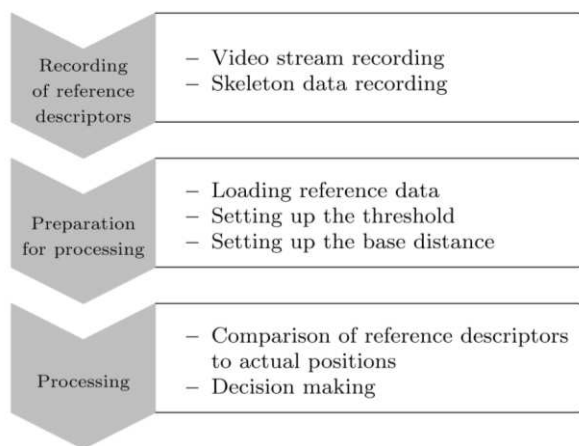 Recording
of reference
descriptors
– Video stream recording
– Skeleton data recording
Preparation
for processing
– Loading reference data
– Setting up the threshold
– Setting up the base distance
Processing
– Comparison of reference descriptors
to actual positions
– Decision making